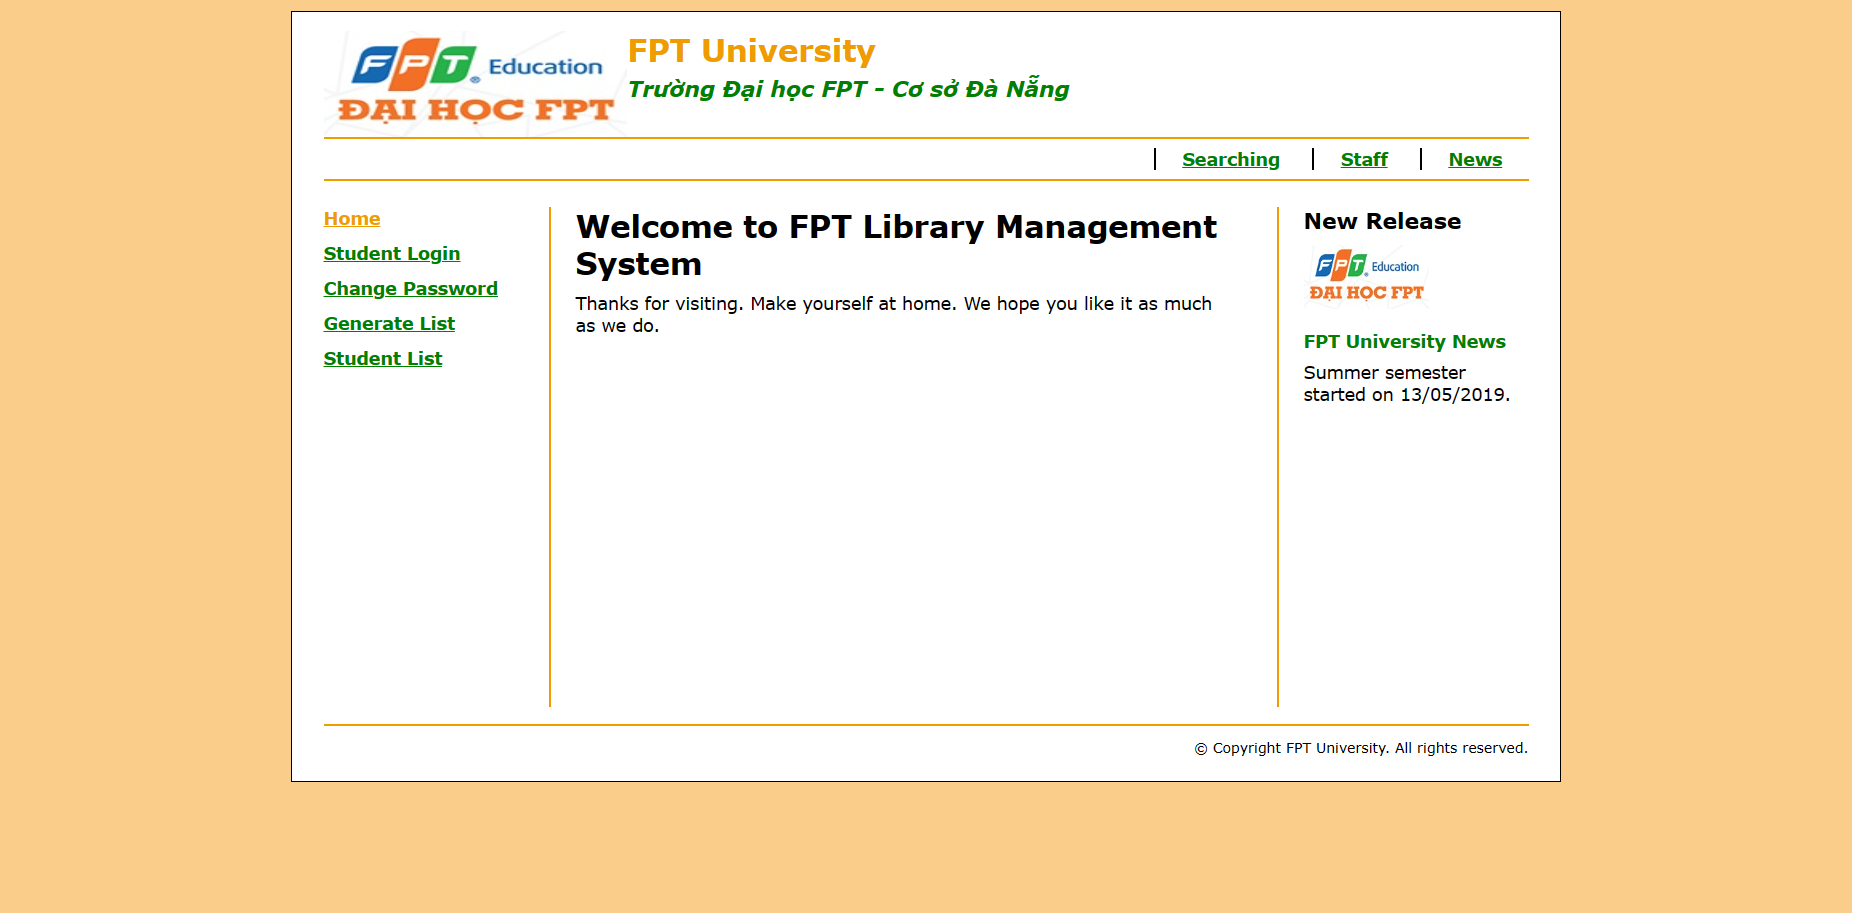 FPT Education
ĐẠI HỌC FPT
FPT University
Trường Đại học FPT - Cơ sở Đà Nẵng
Searching
Staff
News
Home
Student Login
Change Password
Generate List
Student List
Welcome to FPT Library Management
System
Thanks for visiting. Make yourself at home. We hope you like it as much
as we do.
New Release
FPT Education
ĐẠI HỌC FPT
FPT University News
Summer semester
started on 13/05/2019.
© Copyright FPT University. All rights reserved.